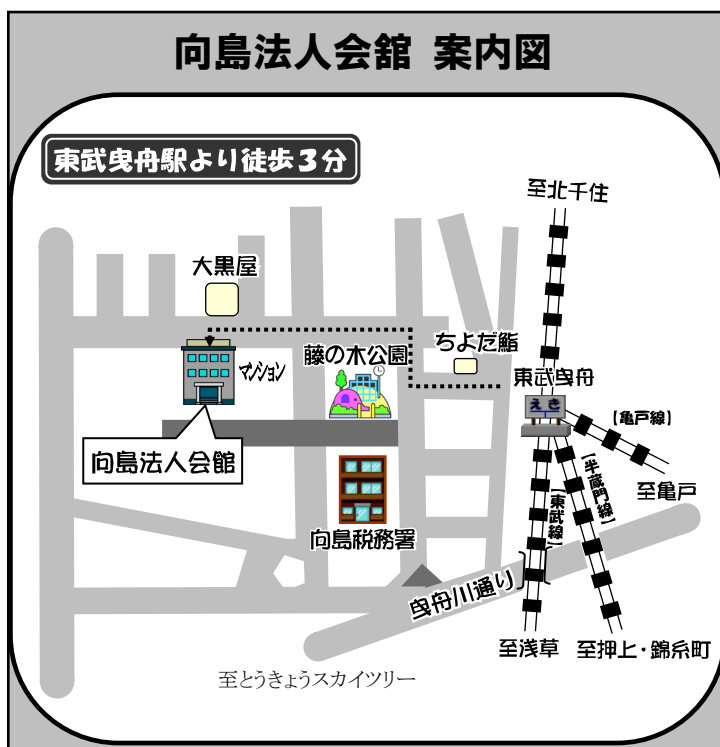 向島法人会館 案内図
東武曳舟駅より徒歩3分
至北千住
大黒屋
ちよだ鮨
藤の木公園
マンション
東武曳舟
えき
【亀戸線】
向島法人会館
【半蔵門線】
【東武線】
至亀戸
向島税務署
曳舟川通り
至浅草
至押上・錦糸町
至とうきょうスカイツリー